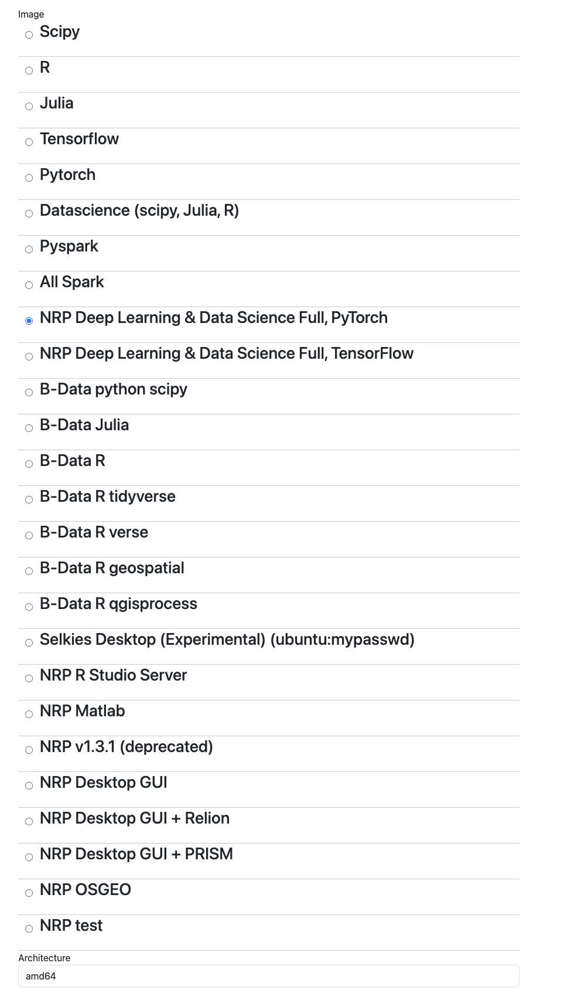 Image
Scipy
R
Julia
Tensorflow
Pytorch
Datascience (scipy, Julia, R)
Pyspark
All Spark
NRP Deep Learning & Data Science Full, PyTorch
NRP Deep Learning & Data Science Full, TensorFlow
B-Data python scipy
B-Data Julia
B-Data R
B-Data R tidyverse
B-Data R verse
B-Data R geospatial
B-Data R qgisprocess
Selkies Desktop (Experimental) (ubuntu:mypasswd)
NRP R Studio Server
NRP Matlab
NRP v1.3.1 (deprecated)
NRP Desktop GUI
NRP Desktop GUI + Relion
NRP Desktop GUI + PRISM
NRP OSGEO
NRP test
Architecture
amd64